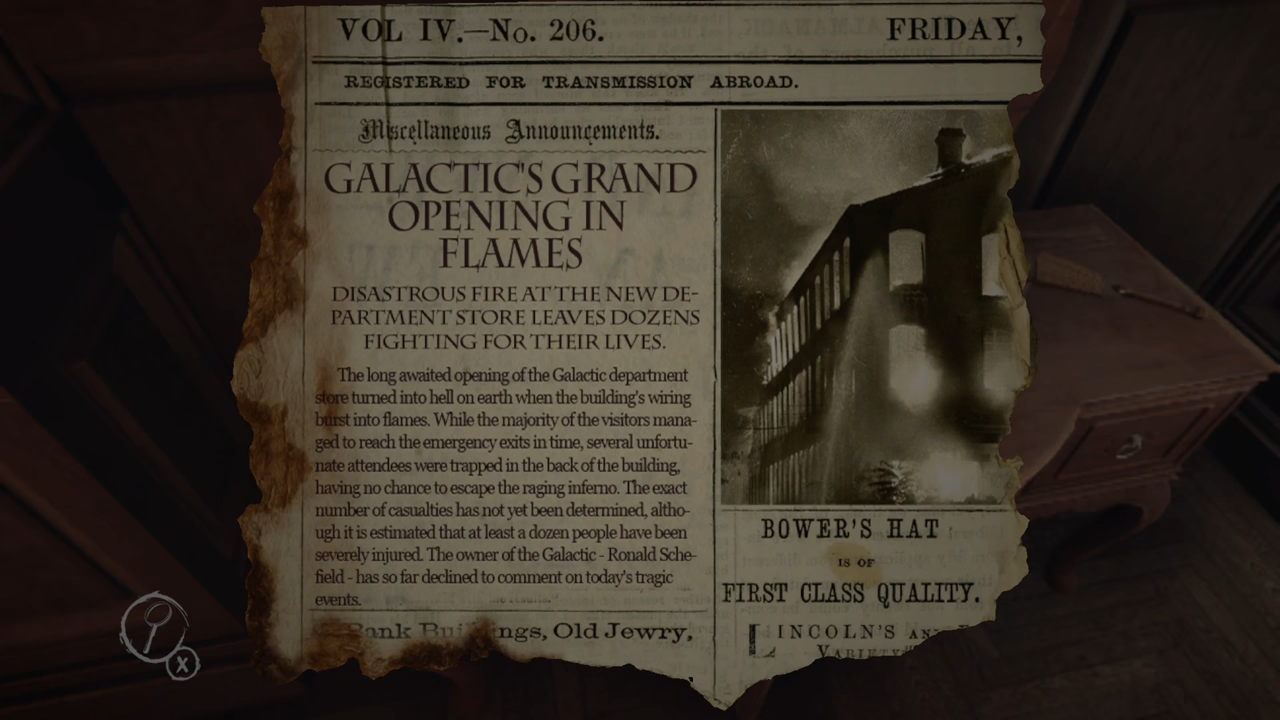 VOL IV.—No. 206.
FRIDAY,
REGISTERED FOR TRANSMISSION ABROAD.
Miscellaneous Announcements.
GALACTIC'S GRAND
OPENING IN
FLAMES
DISASTROUS FIRE AT THE NEW DE-
PARTMENT STORE LEAVES DOZENS
FIGHTING FOR THEIR LIVES.
The long awaited opening of the Galactic department
store turned into hell on earth when the building's wiring
burst into flames. While the majority of the visitors mana-
ged to reach the emergency exits in time, several unfortu-
nate attendees were trapped in the back of the building,
having no chance to escape the raging inferno. The exact
number of casualties has not yet been determined, altho-
ugh it is estimated that at least a dozen people have been
severely injured. The owner of the Galactic - Ronald Sche-
field - has so far declined to comment on today's tragic
events.
Bank Buildings, Old Jewry,
BOWER'S HAT
IS OF
FIRST CLASS QUALITY.
LINCOLN'S AND
VARIETY
X